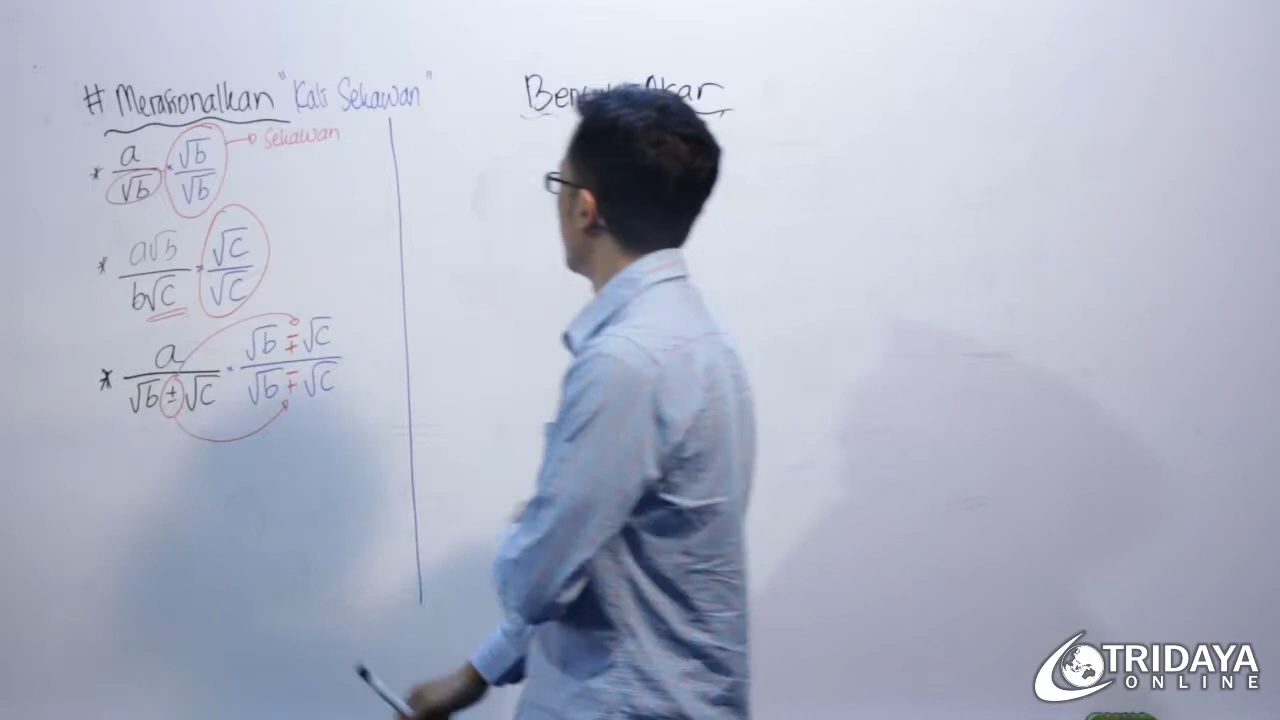 # Merasionalkan "Kali Sekawan"
Bentuk Akar
* a/√b × √b/√b → Sekawan
* a√b/b√c × √c/√c
* a/(√b ± √c) × (√b ∓ √c)/(√b ∓ √c)
TRIDAYA
ONLINE